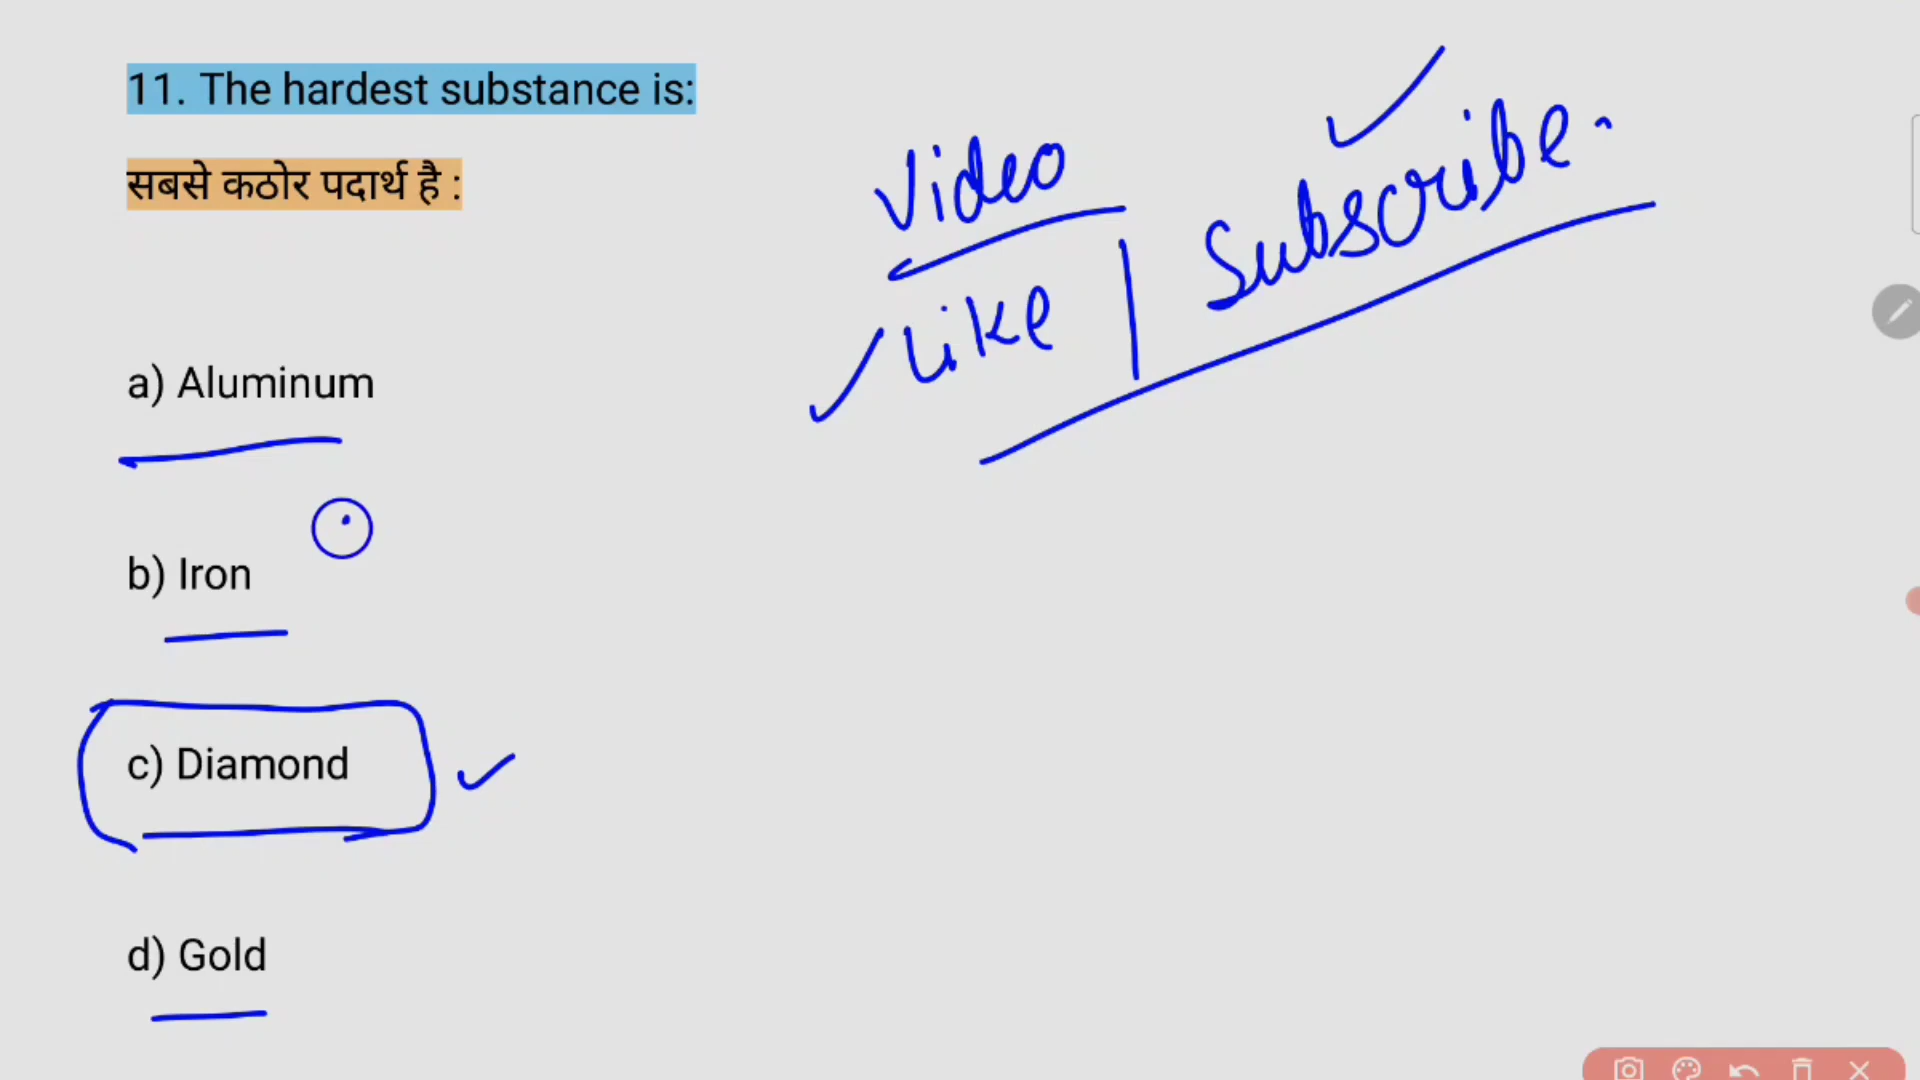 11. The hardest substance is:
सबसे कठोर पदार्थ है :
a) Aluminum
b) Iron
c) Diamond
d) Gold
Video
Like | Subscribe.